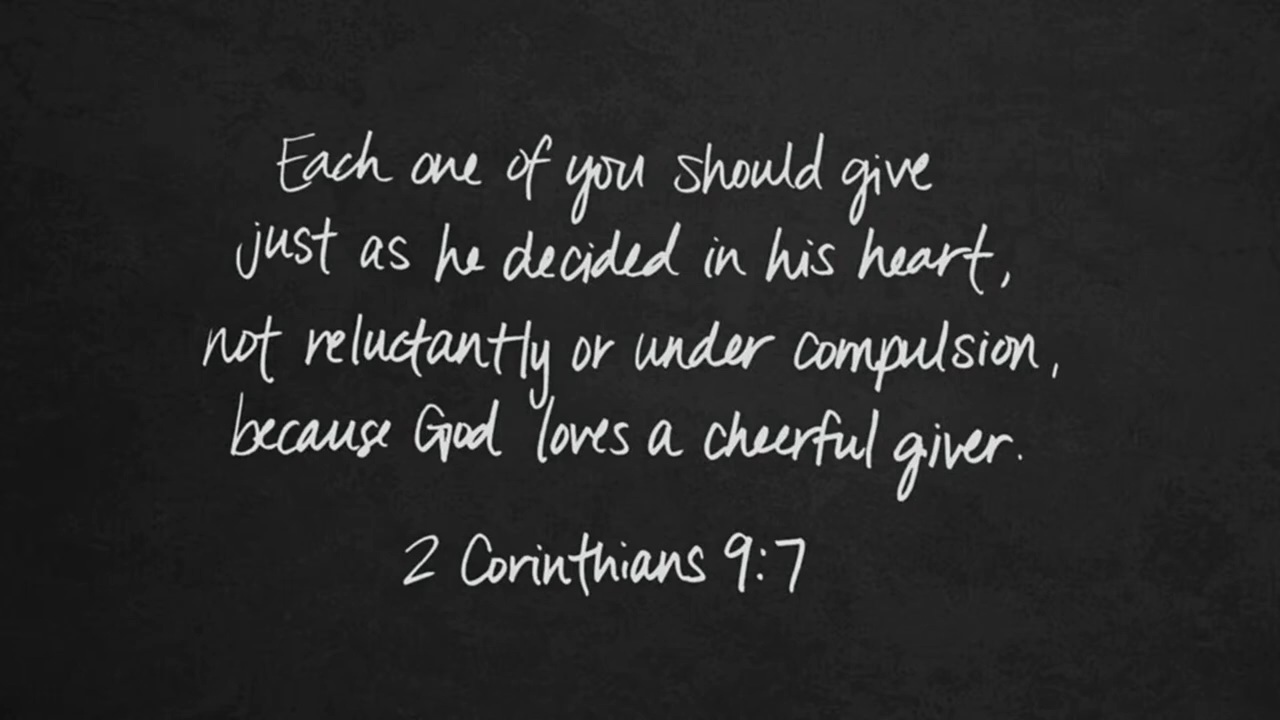 Each one of you should give
just as he decided in his heart,
not reluctantly or under compulsion,
because God loves a cheerful giver.
2 Corinthians 9:7